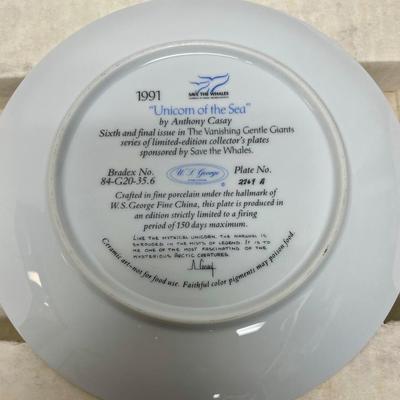 SAVE THE WHALES
1991
"Unicorn of the Sea"
by Anthony Casay
Sixth and final issue in The Vanishing Gentle Giants
series of limited-edition collector's plates
sponsored by Save the Whales.
Bradex No.
84-G20-35.6
W. S. George
Plate No.
2761 A
Crafted in fine porcelain under the hallmark of
W.S. George Fine China, this plate is produced in
an edition strictly limited to a firing
period of 150 days maximum.
LIKE THE MYTHICAL UNICORN, THE NARWHAL IS
SHROUDED IN THE MISTS OF LEGEND. IT IS TO
ME ONE OF THE MOST FASCINATING OF THE
MYSTERIOUS ARCTIC CREATURES.
A. Casay
Ceramic art–not for food use. Faithful color pigments may poison food.